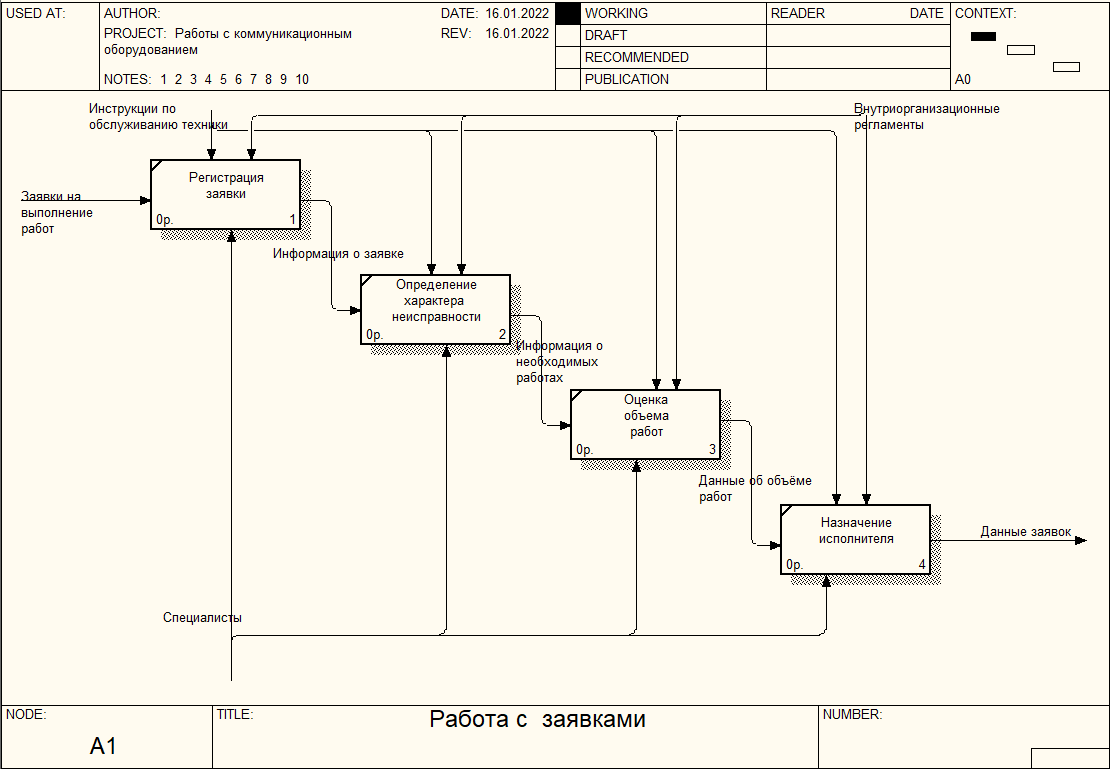 USED AT:
AUTHOR:
DATE: 16.01.2022
PROJECT: Работы с коммуникационным
оборудованием
REV: 16.01.2022
NOTES: 1 2 3 4 5 6 7 8 9 10
WORKING
DRAFT
RECOMMENDED
PUBLICATION
READER
DATE
CONTEXT:
A0
Инструкции по
обслуживанию техники
Внутриорганизационные
регламенты
Заявки на
выполнение
работ
Регистрация
заявки
0р.
1
Информация о заявке
Определение
характера
неисправности
0р.
2
Информация о
необходимых
работах
Оценка
объема
работ
0р.
3
Данные об объёме
работ
Назначение
исполнителя
0р.
4
Данные заявок
Специалисты
NODE:
A1
TITLE:
Работа с заявками
NUMBER: